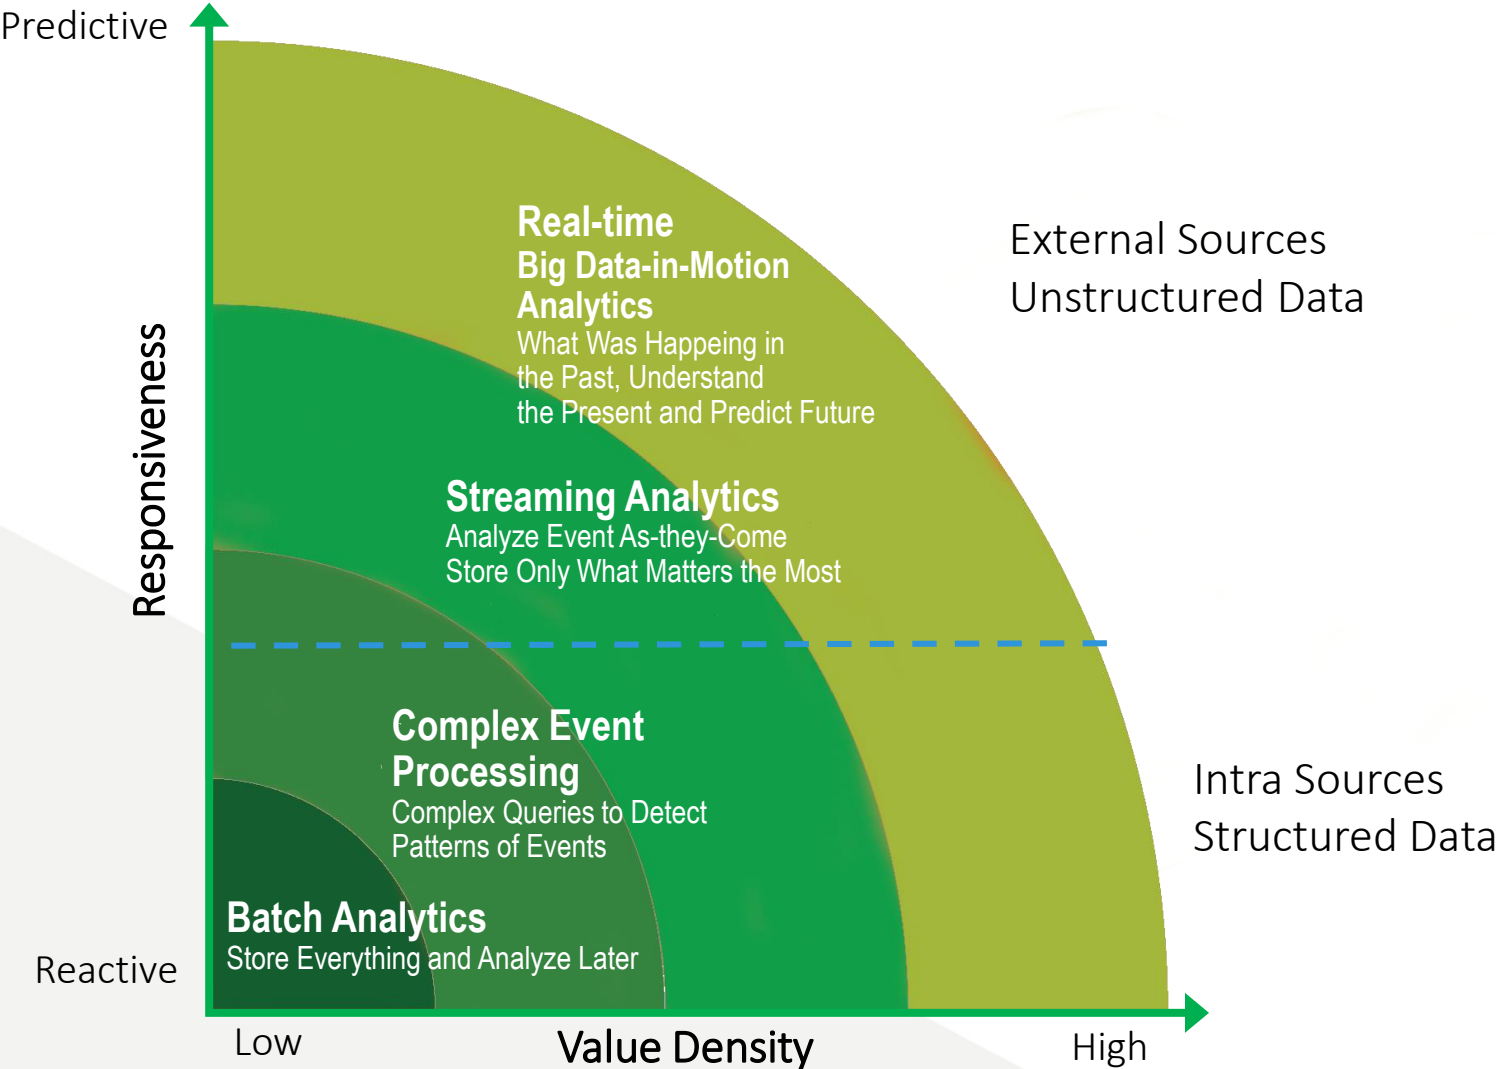 Predictive
Real-time
Big Data-in-Motion
Analytics
What Was Happeing in
the Past, Understand
the Present and Predict Future
External Sources
Unstructured Data
Responsiveness
Streaming Analytics
Analyze Event As-they-Come
Store Only What Matters the Most
Complex Event
Processing
Complex Queries to Detect
Patterns of Events
Intra Sources
Structured Data
Batch Analytics
Store Everything and Analyze Later
Reactive
Low
Value Density
High